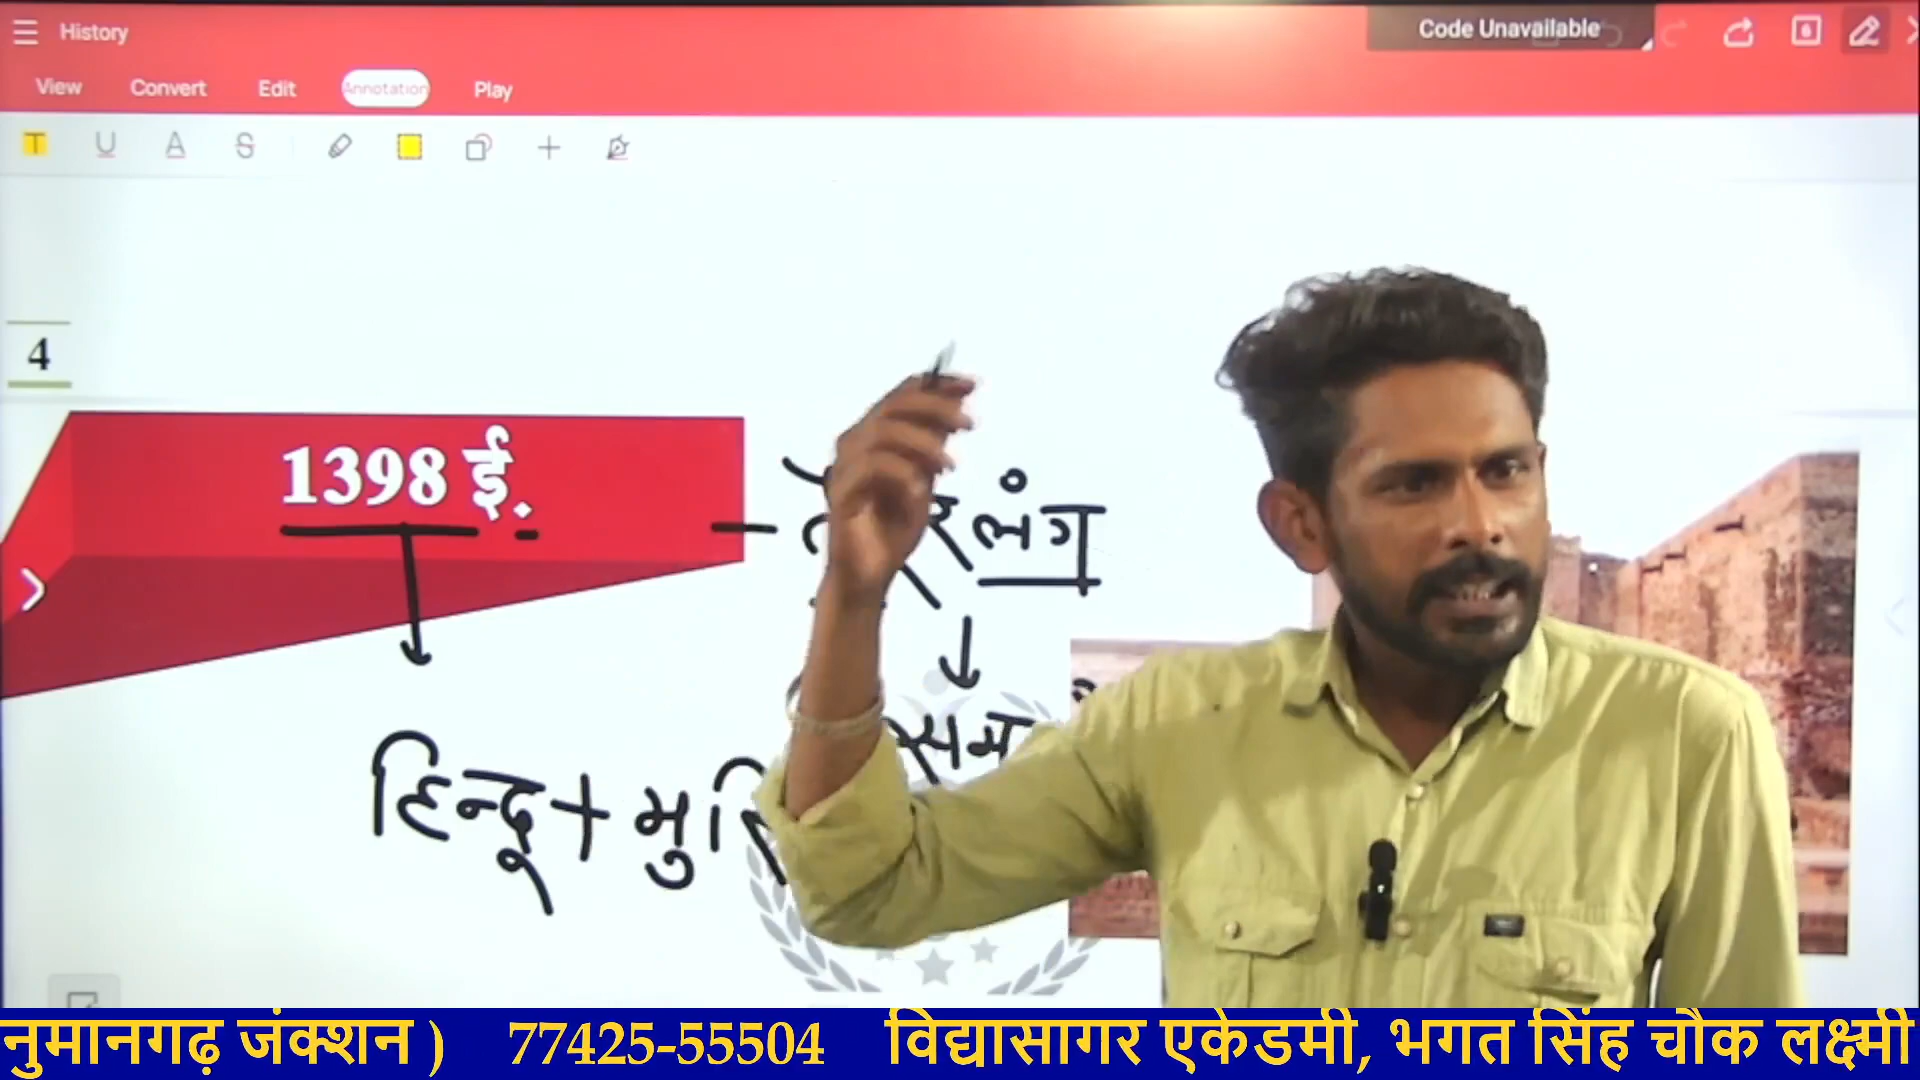 History
Code Unavailable
View Convert Edit Annotation Play
T U A S
4
1398 ई.
लंग
हिन्दू + मु
नुमानगढ़ जंक्शन ) 77425-55504 विद्यासागर एकेडमी, भगत सिंह चौक लक्ष्मी